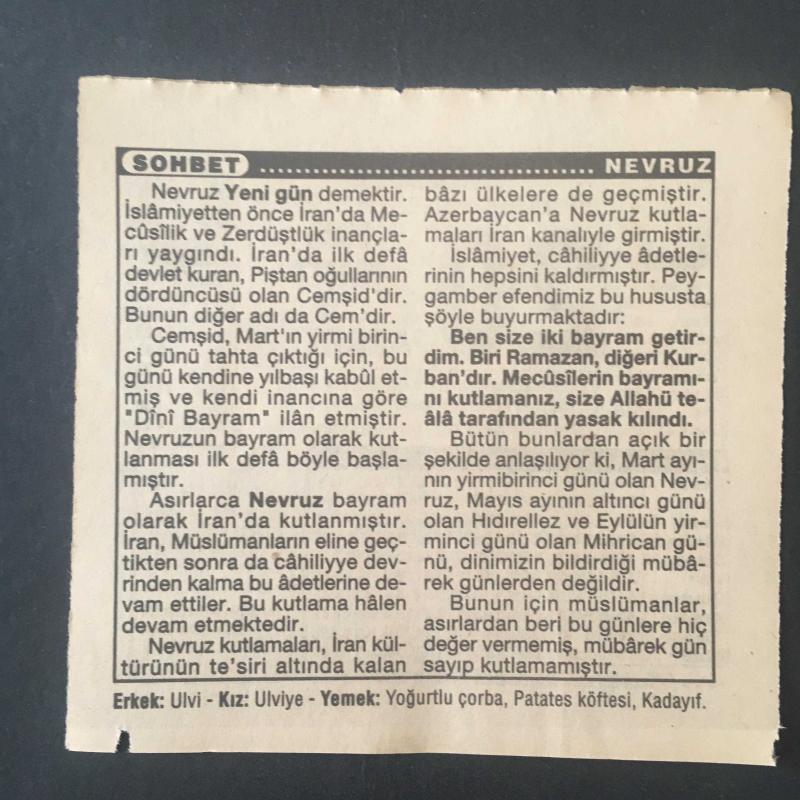 SOHBET ........................................ NEVRUZ
Nevruz Yeni gün demektir.
İslâmiyetten önce İran'da Me-
cûsîlik ve Zerdüştlük inançla-
rı yaygındı. İran'da ilk defâ
devlet kuran, Piştan oğullarının
dördüncüsü olan Cemşid'dir.
Bunun diğer adı da Cem'dir.
Cemşid, Mart'ın yirmi birin-
ci günü tahta çıktığı için, bu
günü kendine yılbaşı kabûl et-
miş ve kendi inancına göre
"Dînî Bayram" ilân etmiştir.
Nevruzun bayram olarak kut-
lanması ilk defâ böyle başla-
mıştır.
Asırlarca Nevruz bayram
olarak İran'da kutlanmıştır.
İran, Müslümanların eline geç-
tikten sonra da câhiliyye dev-
rinden kalma bu âdetlerine de-
vam ettiler. Bu kutlama hâlen
devam etmektedir.
Nevruz kutlamaları, İran kül-
türünün te'siri altında kalan
bâzı ülkelere de geçmiştir.
Azerbaycan'a Nevruz kutla-
maları İran kanalıyle girmiştir.
İslâmiyet, câhiliyye âdetle-
rinin hepsini kaldırmıştır. Pey-
gamber efendimiz bu hususta
şöyle buyurmaktadır:
Ben size iki bayram getir-
dim. Biri Ramazan, diğeri Kur-
ban'dır. Mecûsîlerin bayramı-
nı kutlamanız, size Allahü te-
âlâ tarafından yasak kılındı.
Bütün bunlardan açık bir
şekilde anlaşılıyor ki, Mart ayı-
nın yirmibirinci günü olan Nev-
ruz, Mayıs ayının altıncı günü
olan Hıdırellez ve Eylülün yir-
minci günü olan Mihrican gü-
nü, dinimizin bildirdiği mübâ-
rek günlerden değildir.
Bunun için müslümanlar,
asırlardan beri bu günlere hiç
değer vermemiş, mübârek gün
sayıp kutlamamıştır.
Erkek: Ulvi - Kız: Ulviye - Yemek: Yoğurtlu çorba, Patates köftesi, Kadayıf.